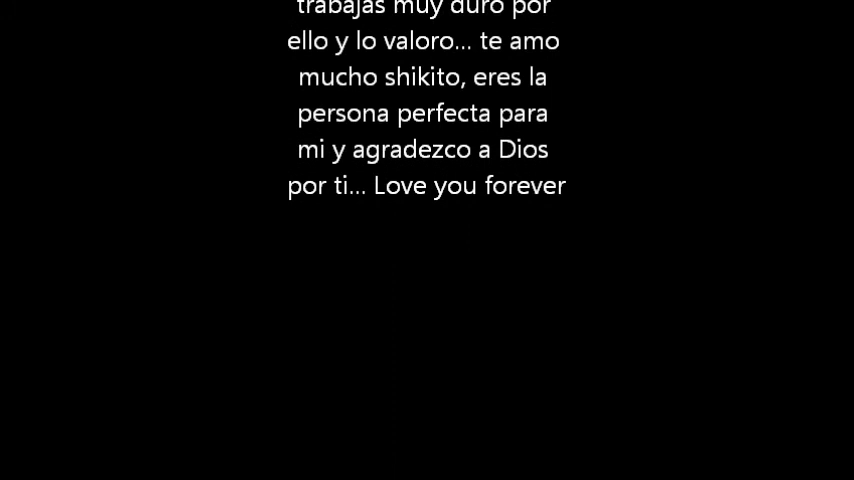 trabajas muy duro por
ello y lo valoro... te amo
mucho shikito, eres la
persona perfecta para
mi y agradezco a Dios
por ti... Love you forever